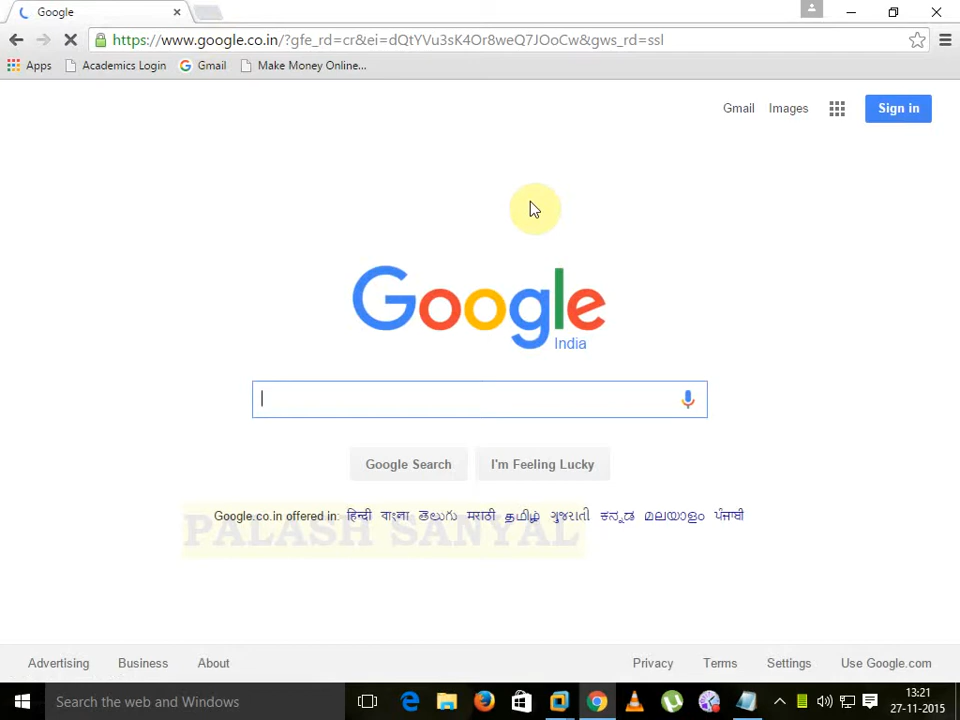 Google
https://www.google.co.in/?gfe_rd=cr&ei=dQtYVu3sK4Or8weQ7JOoCw&gws_rd=ssl
Apps Academics Login Gmail Make Money Online...
Gmail Images Sign in
Google
India
Google Search I'm Feeling Lucky
Google.co.in offered in: हिन्दी বাংলা తెలుగు मराठी தமிழ் ગુજરાતી ಕನ್ನಡ മലയാളം ਪੰਜਾਬੀ
PALASH SANYAL
Advertising Business About Privacy Terms Settings Use Google.com
Search the web and Windows
13:21
27-11-2015